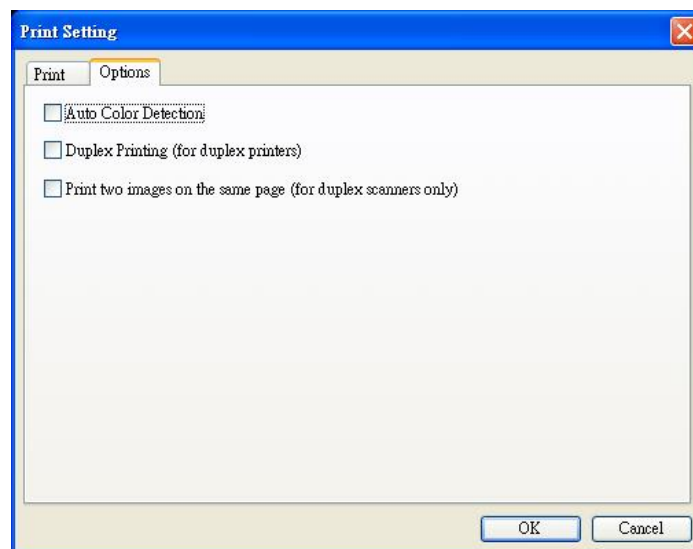 Print Setting
Print Options
Auto Color Detection
Duplex Printing (for duplex printers)
Print two images on the same page (for duplex scanners only)
OK Cancel